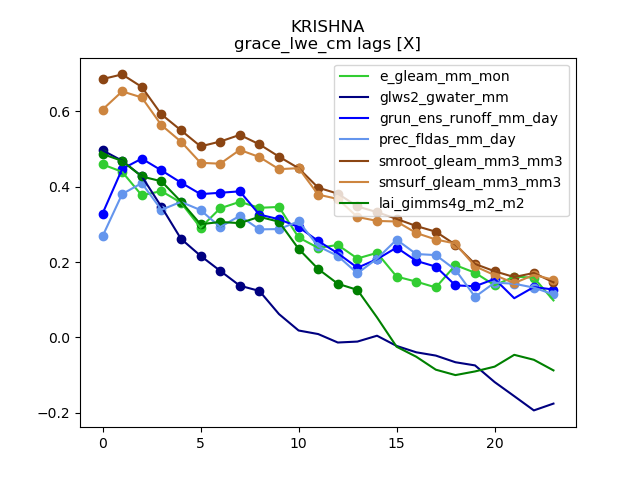 KRISHNA
grace_lwe_cm lags [X]
e_gleam_mm_mon
glws2_gwater_mm
grun_ens_runoff_mm_day
prec_fldas_mm_day
smroot_gleam_mm3_mm3
smsurf_gleam_mm3_mm3
lai_gimms4g_m2_m2
0.6
0.4
0.2
0.0
−0.2
0 5 10 15 20